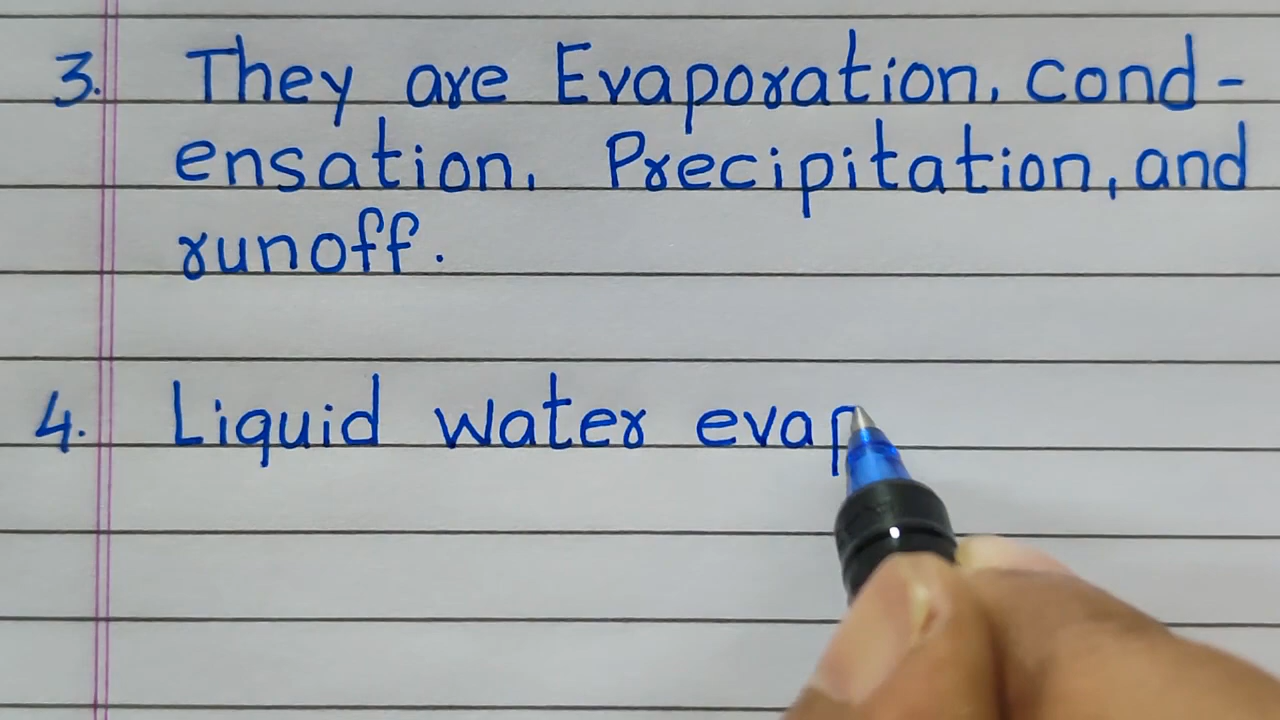 3. They are Evaporation, cond-
ensation, Precipitation, and
runoff.
4. Liquid water evap